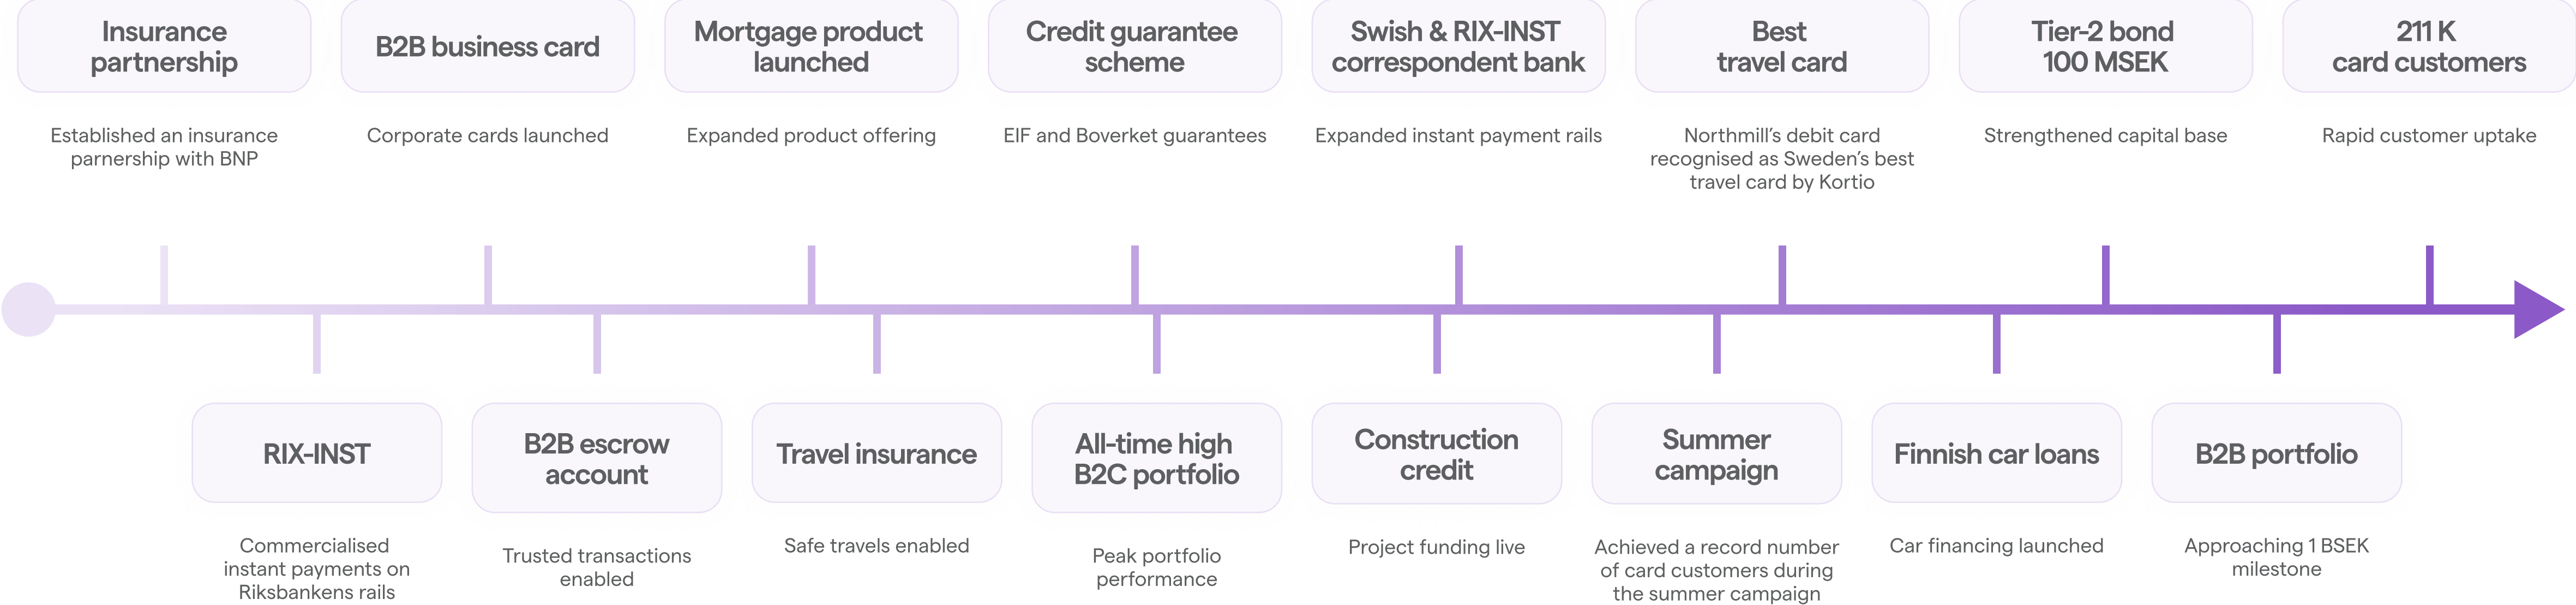 Insurance
partnership
Established an insurance
parnership with BNP
B2B business card
Corporate cards launched
Mortgage product
launched
Expanded product offering
Credit guarantee
scheme
EIF and Boverket guarantees
Swish & RIX-INST
correspondent bank
Expanded instant payment rails
Best
travel card
Northmill’s debit card
recognised as Sweden’s best
travel card by Kortio
Tier-2 bond
100 MSEK
Strengthened capital base
211 K
card customers
Rapid customer uptake
RIX-INST
Commercialised
instant payments on
Riksbankens rails
B2B escrow
account
Trusted transactions
enabled
Travel insurance
Safe travels enabled
All-time high
B2C portfolio
Peak portfolio
performance
Construction
credit
Project funding live
Summer
campaign
Achieved a record number
of card customers during
the summer campaign
Finnish car loans
Car financing launched
B2B portfolio
Approaching 1 BSEK
milestone